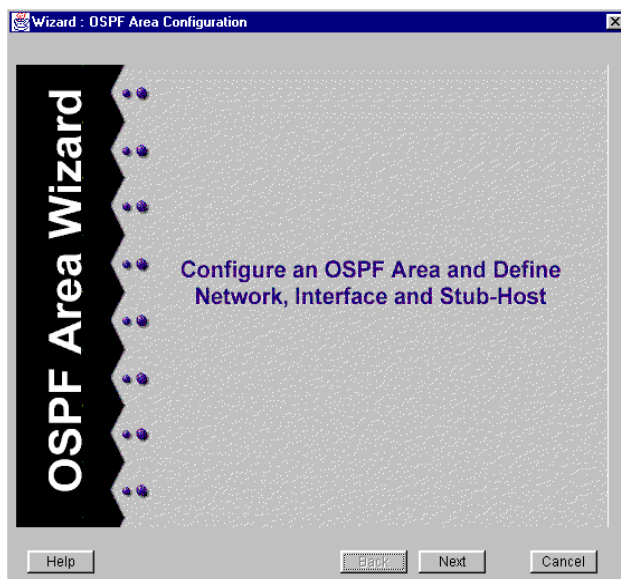 Wizard : OSPF Area Configuration
OSPF Area Wizard
Configure an OSPF Area and Define
Network, Interface and Stub-Host
Help
Back
Next
Cancel